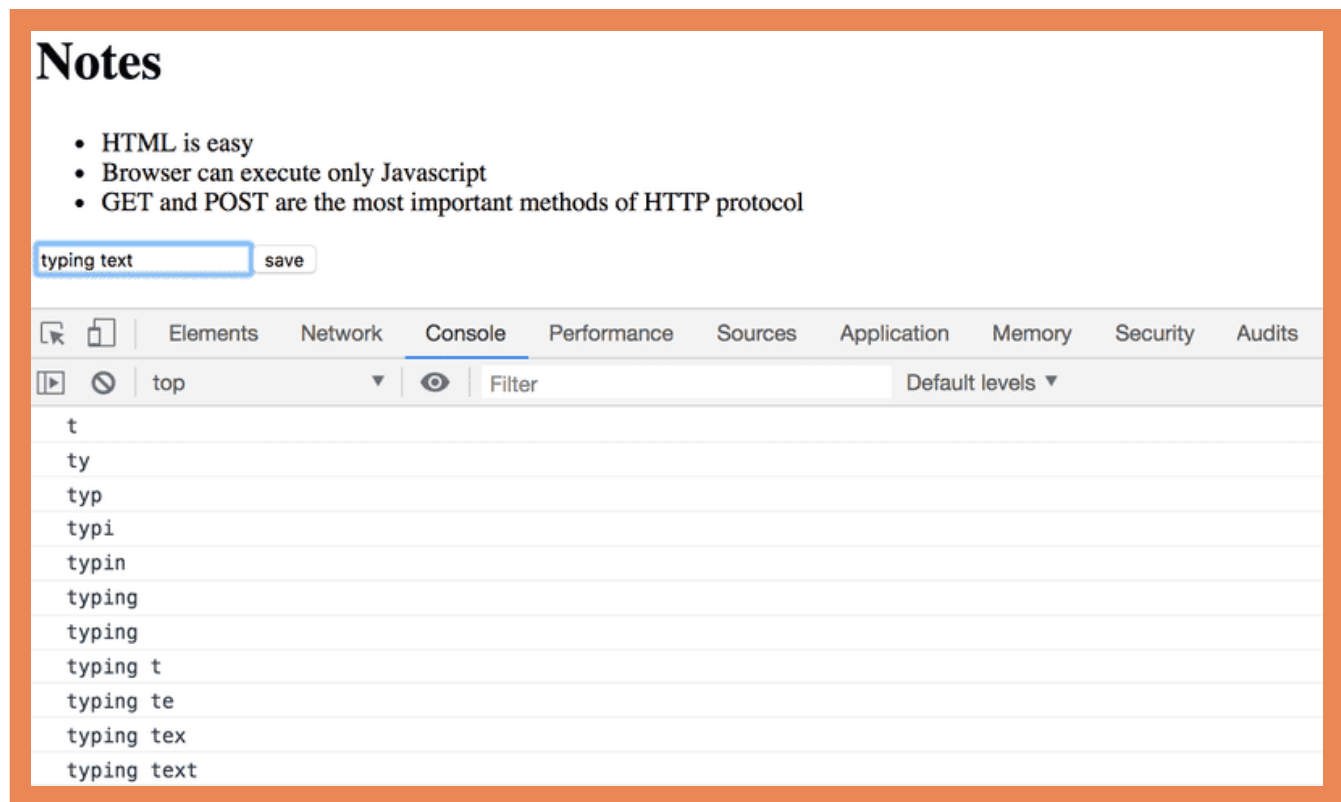 Notes
• HTML is easy
• Browser can execute only Javascript
• GET and POST are the most important methods of HTTP protocol
typing text save
Elements Network Console Performance Sources Application Memory Security Audits
top Filter Default levels
t
ty
typ
typi
typin
typing
typing
typing t
typing te
typing tex
typing text